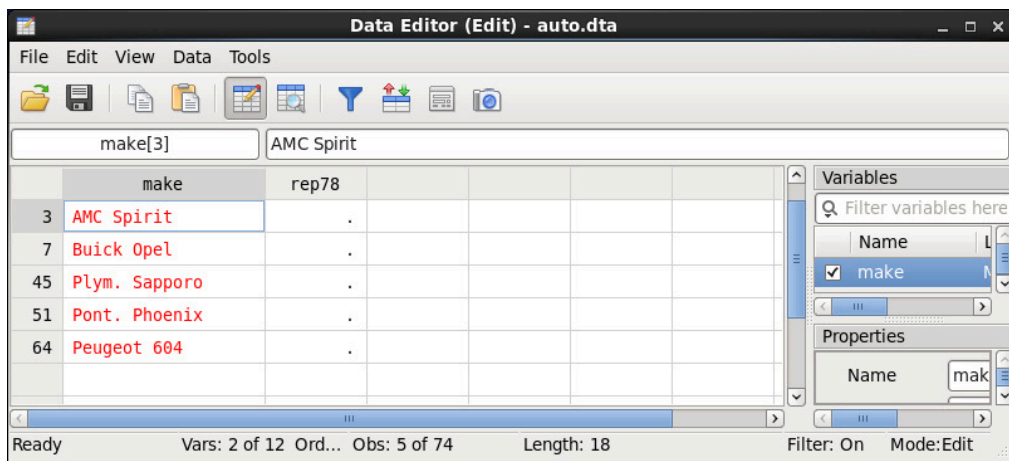 Data Editor (Edit) - auto.dta
File Edit View Data Tools
make[3] AMC Spirit
make rep78
3 AMC Spirit .
7 Buick Opel .
45 Plym. Sapporo .
51 Pont. Phoenix .
64 Peugeot 604 .
Variables
Filter variables here
Name L
make
Properties
Name mak
Ready Vars: 2 of 12 Ord... Obs: 5 of 74 Length: 18 Filter: On Mode:Edit